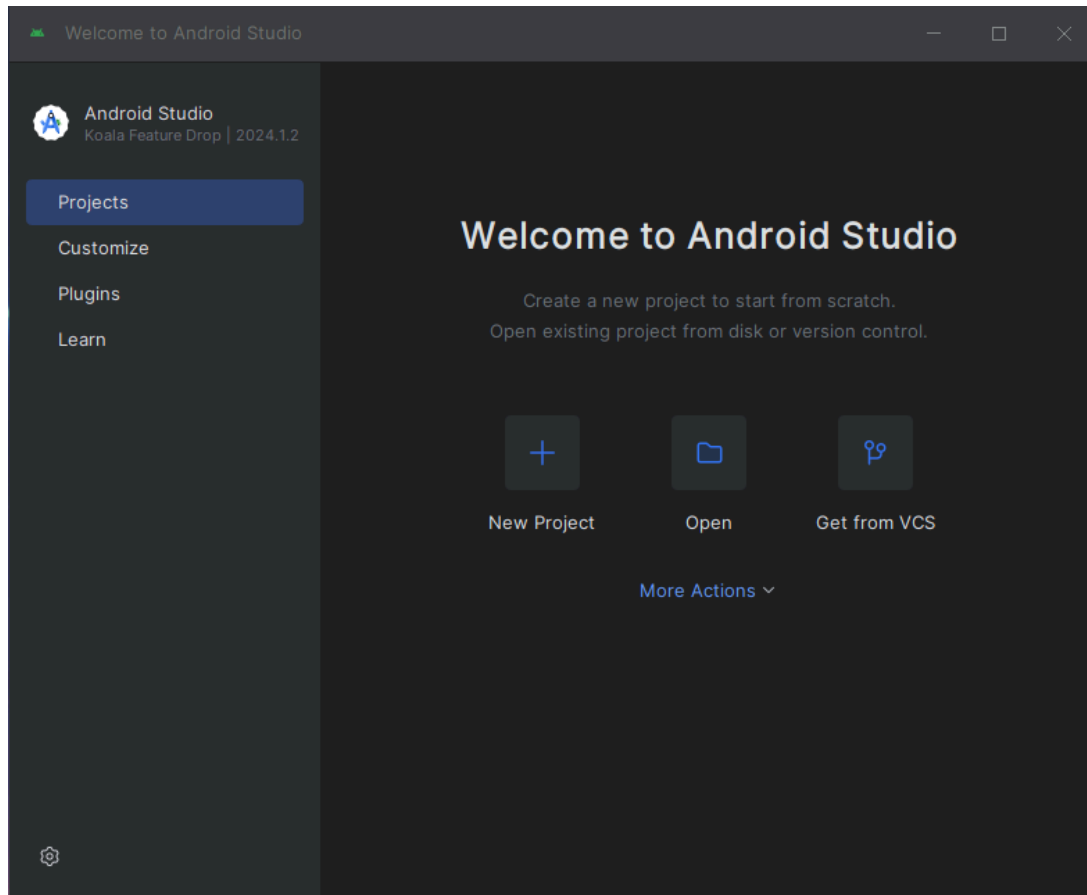 Welcome to Android Studio
Android Studio
Koala Feature Drop | 2024.1.2
Projects
Customize
Plugins
Learn
Welcome to Android Studio
Create a new project to start from scratch.
Open existing project from disk or version control.
New Project
Open
Get from VCS
More Actions